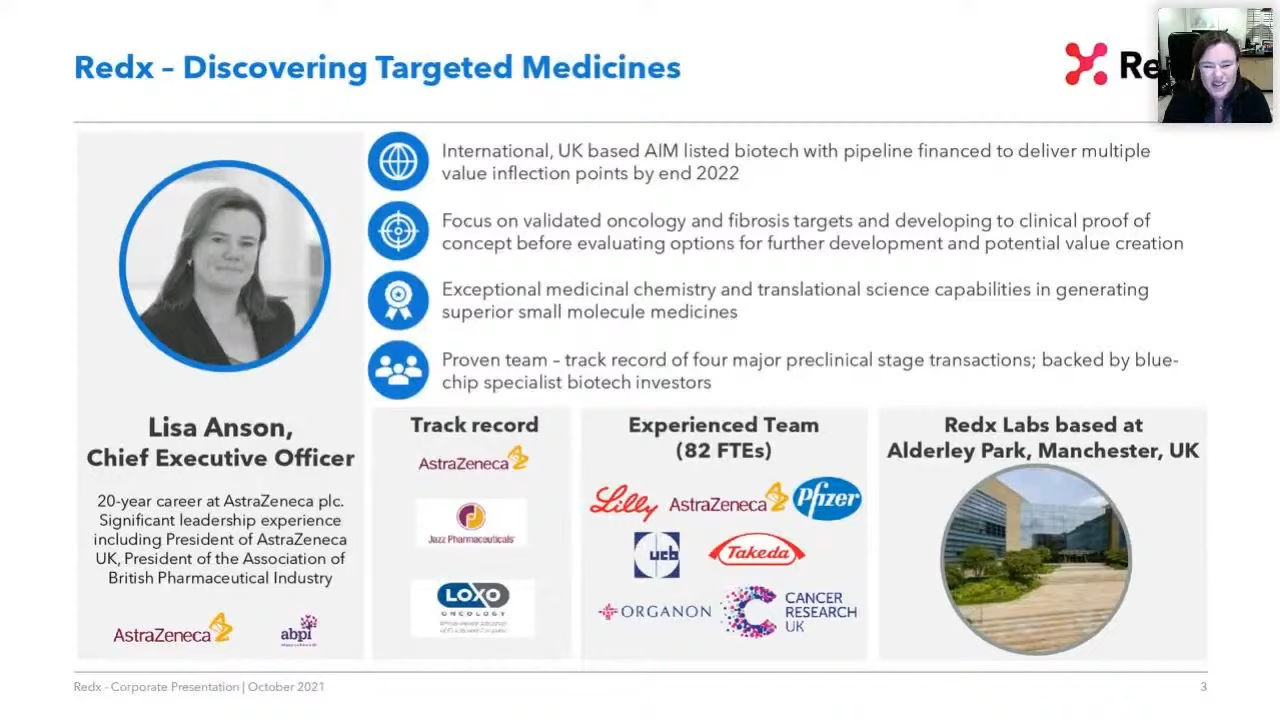 Redx – Discovering Targeted Medicines
Re
International, UK based AIM listed biotech with pipeline financed to deliver multiple
value inflection points by end 2022
Focus on validated oncology and fibrosis targets and developing to clinical proof of
concept before evaluating options for further development and potential value creation
Exceptional medicinal chemistry and translational science capabilities in generating
superior small molecule medicines
Proven team – track record of four major preclinical stage transactions; backed by blue-
chip specialist biotech investors
Lisa Anson,
Chief Executive Officer
20-year career at AstraZeneca plc.
Significant leadership experience
including President of AstraZeneca
UK, President of the Association of
British Pharmaceutical Industry
AstraZeneca
abpi
Track record
AstraZeneca
Jazz Pharmaceuticals
LOXO
ONCOLOGY
Experienced Team
(82 FTEs)
Lilly AstraZeneca Pfizer
ucb Takeda
ORGANON
CANCER
RESEARCH
UK
Redx Labs based at
Alderley Park, Manchester, UK
Redx - Corporate Presentation | October 2021
3